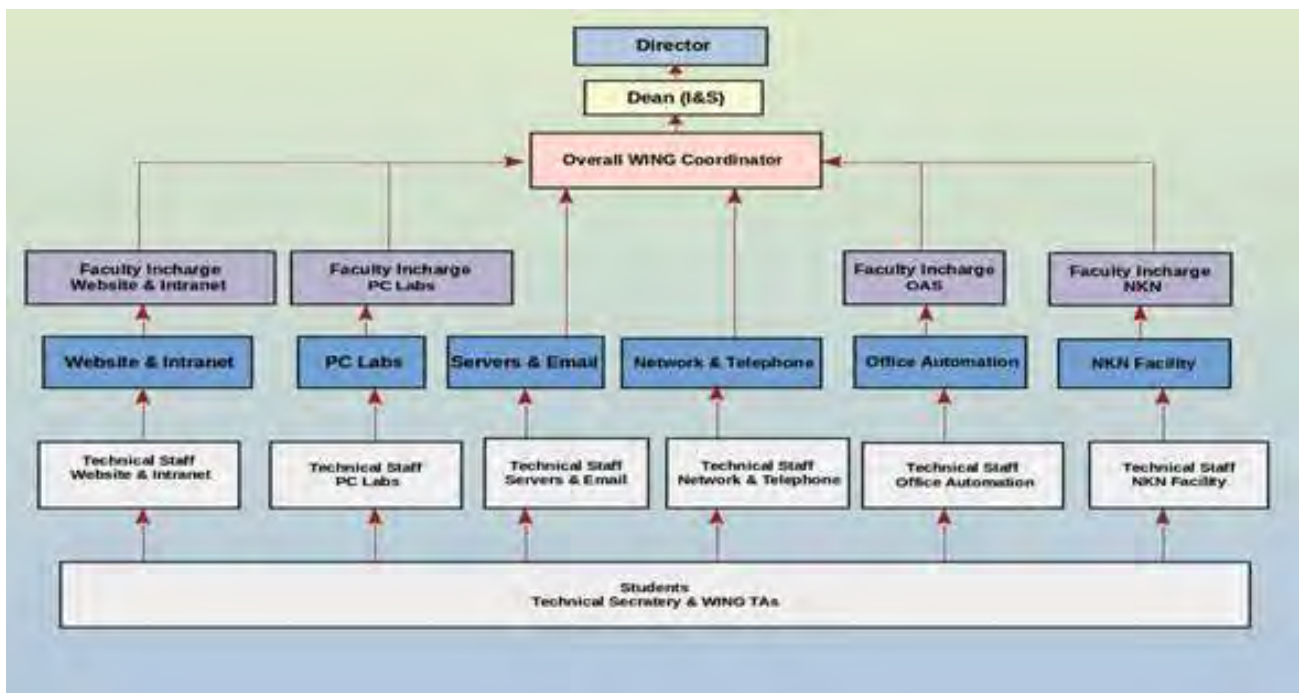 Director
Dean (I&S)
Overall WING Coordinator
Faculty Incharge
Website & Intranet
Faculty Incharge
PC Labs
Faculty Incharge
OAS
Faculty Incharge
NKN
Website & Intranet
PC Labs
Servers & Email
Network & Telephone
Office Automation
NKN Facility
Technical Staff
Website & Intranet
Technical Staff
PC Labs
Technical Staff
Servers & Email
Technical Staff
Network & Telephone
Technical Staff
Office Automation
Technical Staff
NKN Facility
Students
Technical Secratery & WING TAs